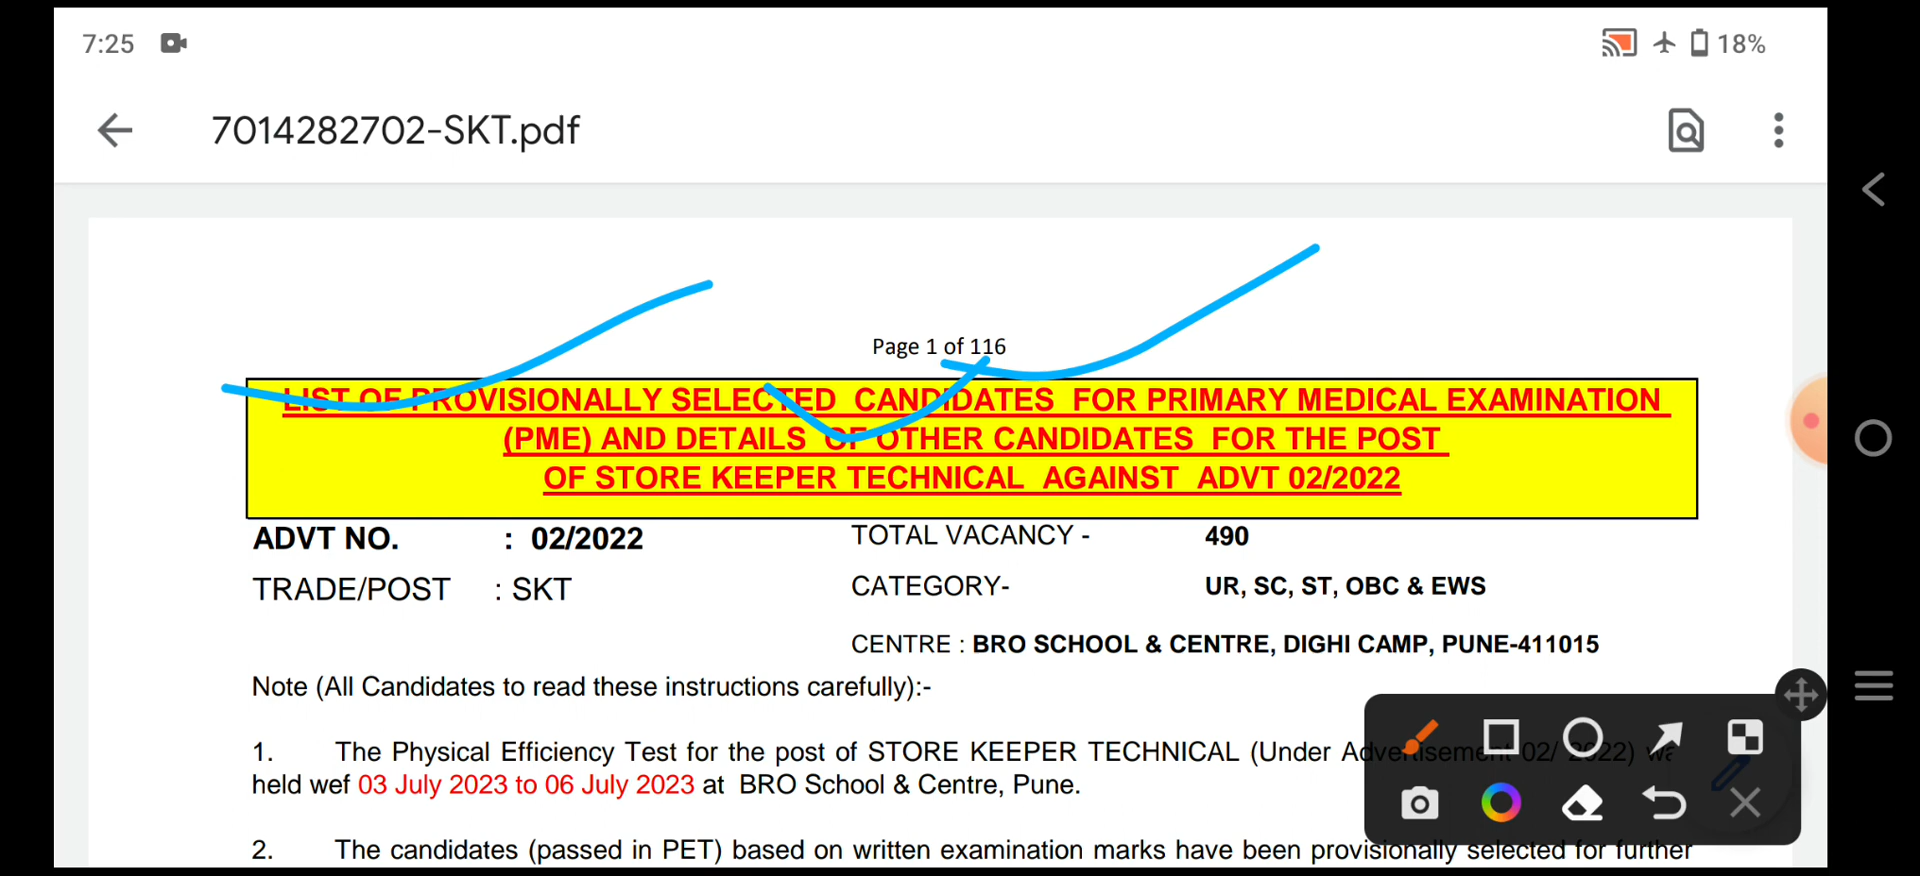 7:25
18%
7014282702-SKT.pdf
Page 1 of 116
LIST OF PROVISIONALLY SELECTED CANDIDATES FOR PRIMARY MEDICAL EXAMINATION
(PME) AND DETAILS OF OTHER CANDIDATES FOR THE POST
OF STORE KEEPER TECHNICAL AGAINST ADVT 02/2022
ADVT NO. : 02/2022 TOTAL VACANCY - 490
TRADE/POST : SKT CATEGORY- UR, SC, ST, OBC & EWS
CENTRE : BRO SCHOOL & CENTRE, DIGHI CAMP, PUNE-411015
Note (All Candidates to read these instructions carefully):-
1. The Physical Efficiency Test for the post of STORE KEEPER TECHNICAL (Under Advertisement 02/ 2022)
held wef 03 July 2023 to 06 July 2023 at BRO School & Centre, Pune.
2. The candidates (passed in PET) based on written examination marks have been provisionally selected for further